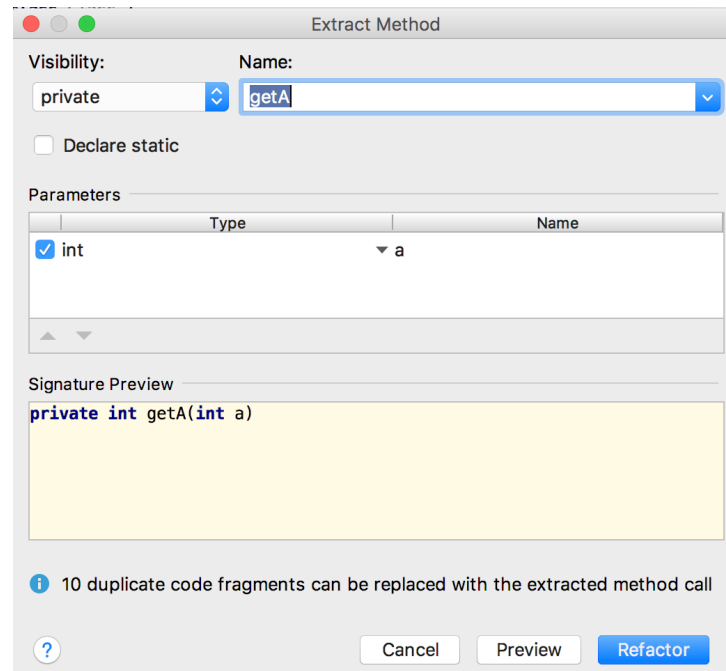 Extract Method
Visibility: Name:
private getA
Declare static
Parameters
Type Name
int a
Signature Preview
private int getA(int a)
10 duplicate code fragments can be replaced with the extracted method call
? Cancel Preview Refactor